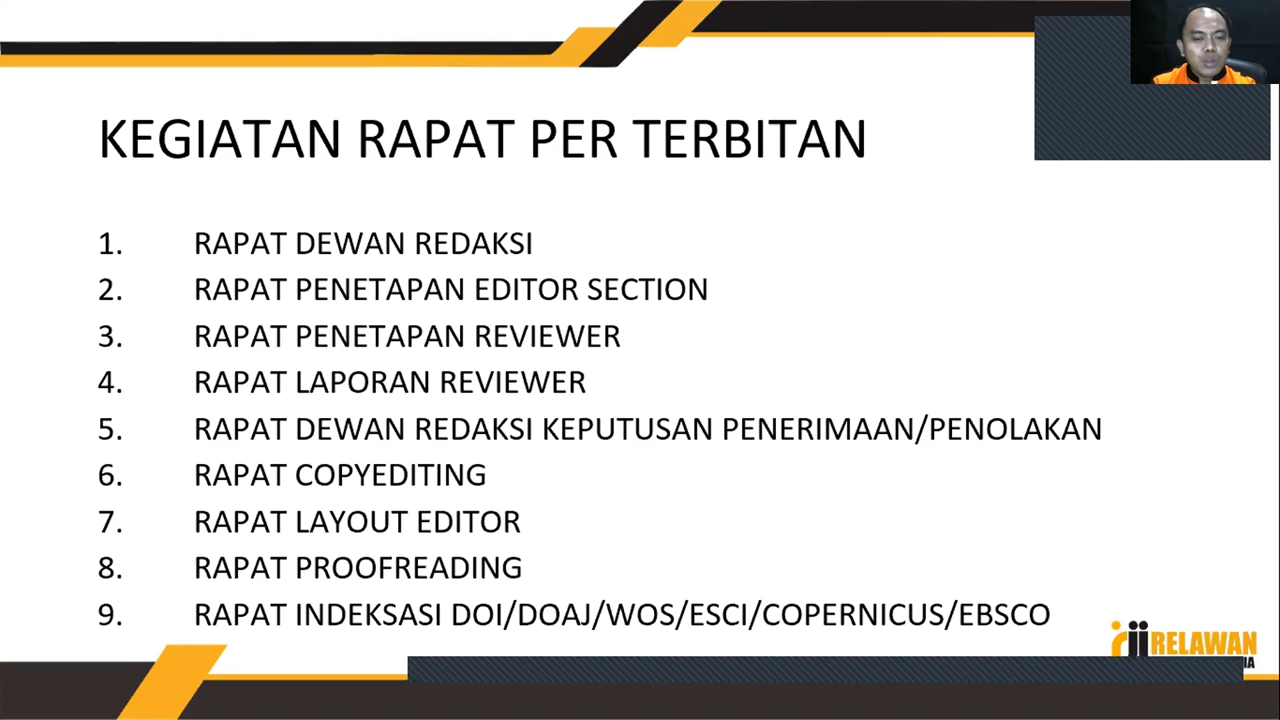 KEGIATAN RAPAT PER TERBITAN
1. RAPAT DEWAN REDAKSI
2. RAPAT PENETAPAN EDITOR SECTION
3. RAPAT PENETAPAN REVIEWER
4. RAPAT LAPORAN REVIEWER
5. RAPAT DEWAN REDAKSI KEPUTUSAN PENERIMAAN/PENOLAKAN
6. RAPAT COPYEDITING
7. RAPAT LAYOUT EDITOR
8. RAPAT PROOFREADING
9. RAPAT INDEKSASI DOI/DOAJ/WOS/ESCI/COPERNICUS/EBSCO
RELAWAN